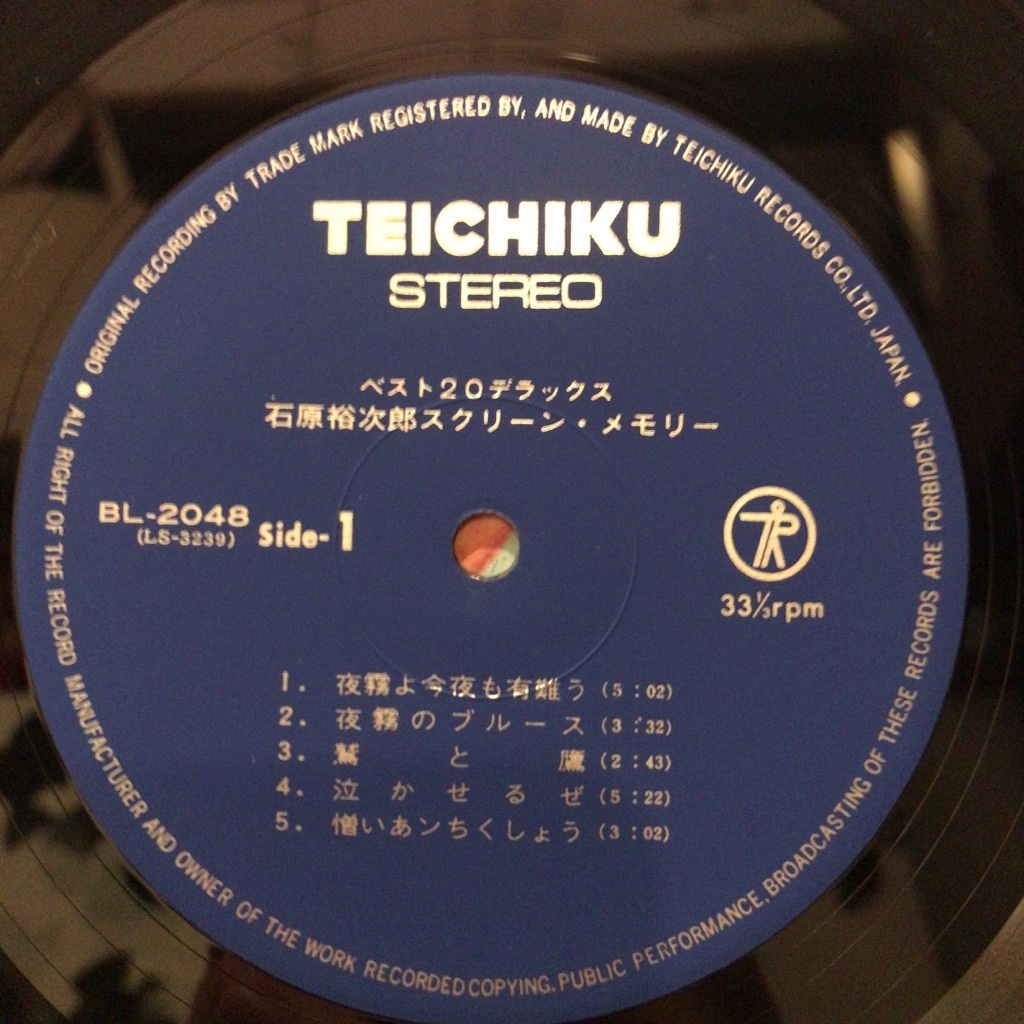 ORIGINAL RECORDING BY TRADE MARK REGISTERED BY, AND MADE BY TEICHIKU RECORDS CO.,LTD. JAPAN.
TEICHIKU
STEREO
ベスト20デラックス
石原裕次郎スクリーン・メモリー
BL-2048
(LS-3239)
Side-1
33⅓rpm
1. 夜霧よ今夜も有難う (5:02)
2. 夜霧のブルース (3:32)
3. 鷲と鷹 (2:43)
4. 泣かせるぜ (5:22)
5. 憎いあンちくしょう (3:02)
ALL RIGHT OF THE RECORD MANUFACTURER AND OWNER OF THE WORK RECORDED COPYING. PUBLIC PERFORMANCE, BROADCASTING OF THESE RECORDS ARE FORBIDDEN.